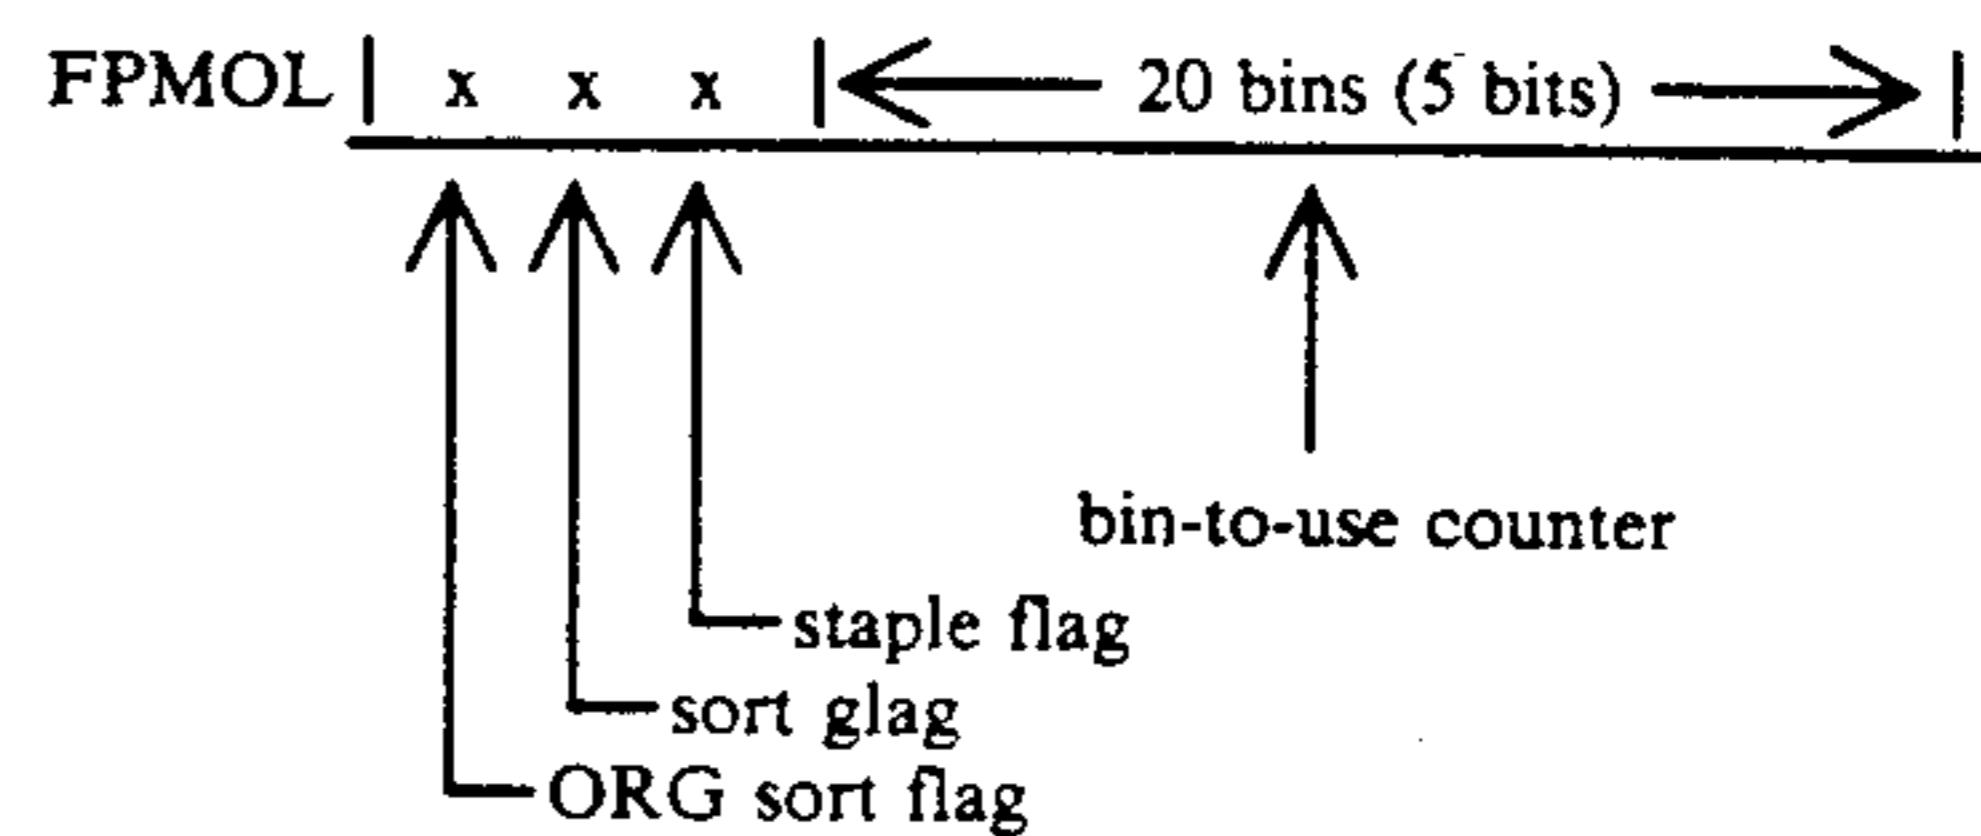 FPMOL | x x x | 20 bins (5 bits) |
bin-to-use counter
staple flag
sort glag
ORG sort flag